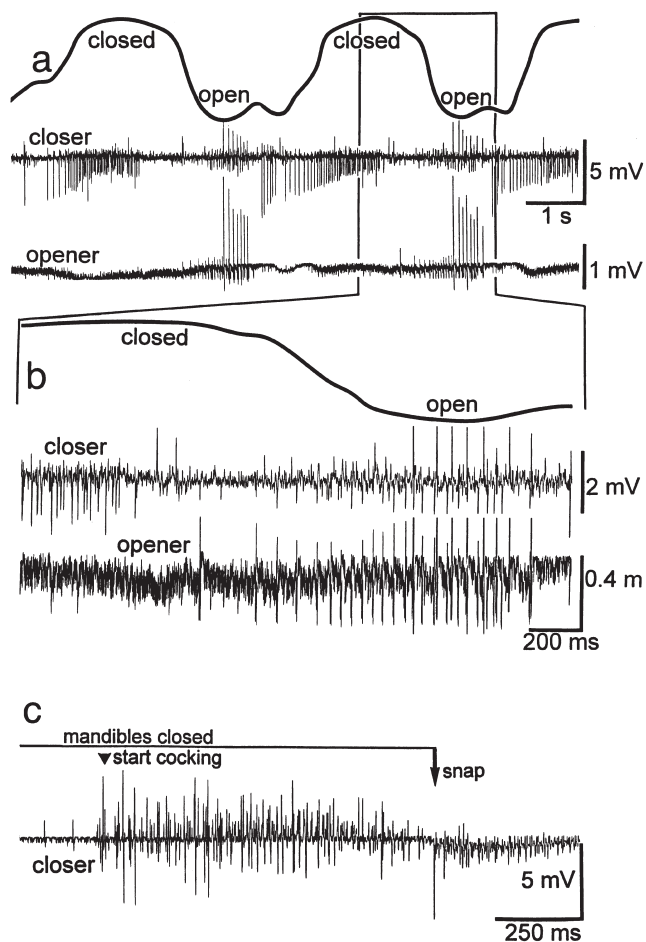 a
closed
closed
open
open
closer
5 mV
1 s
opener
1 mV
closed
b
open
closer
2 mV
opener
0.4 m
200 ms
c
mandibles closed
start cocking
snap
closer
5 mV
250 ms